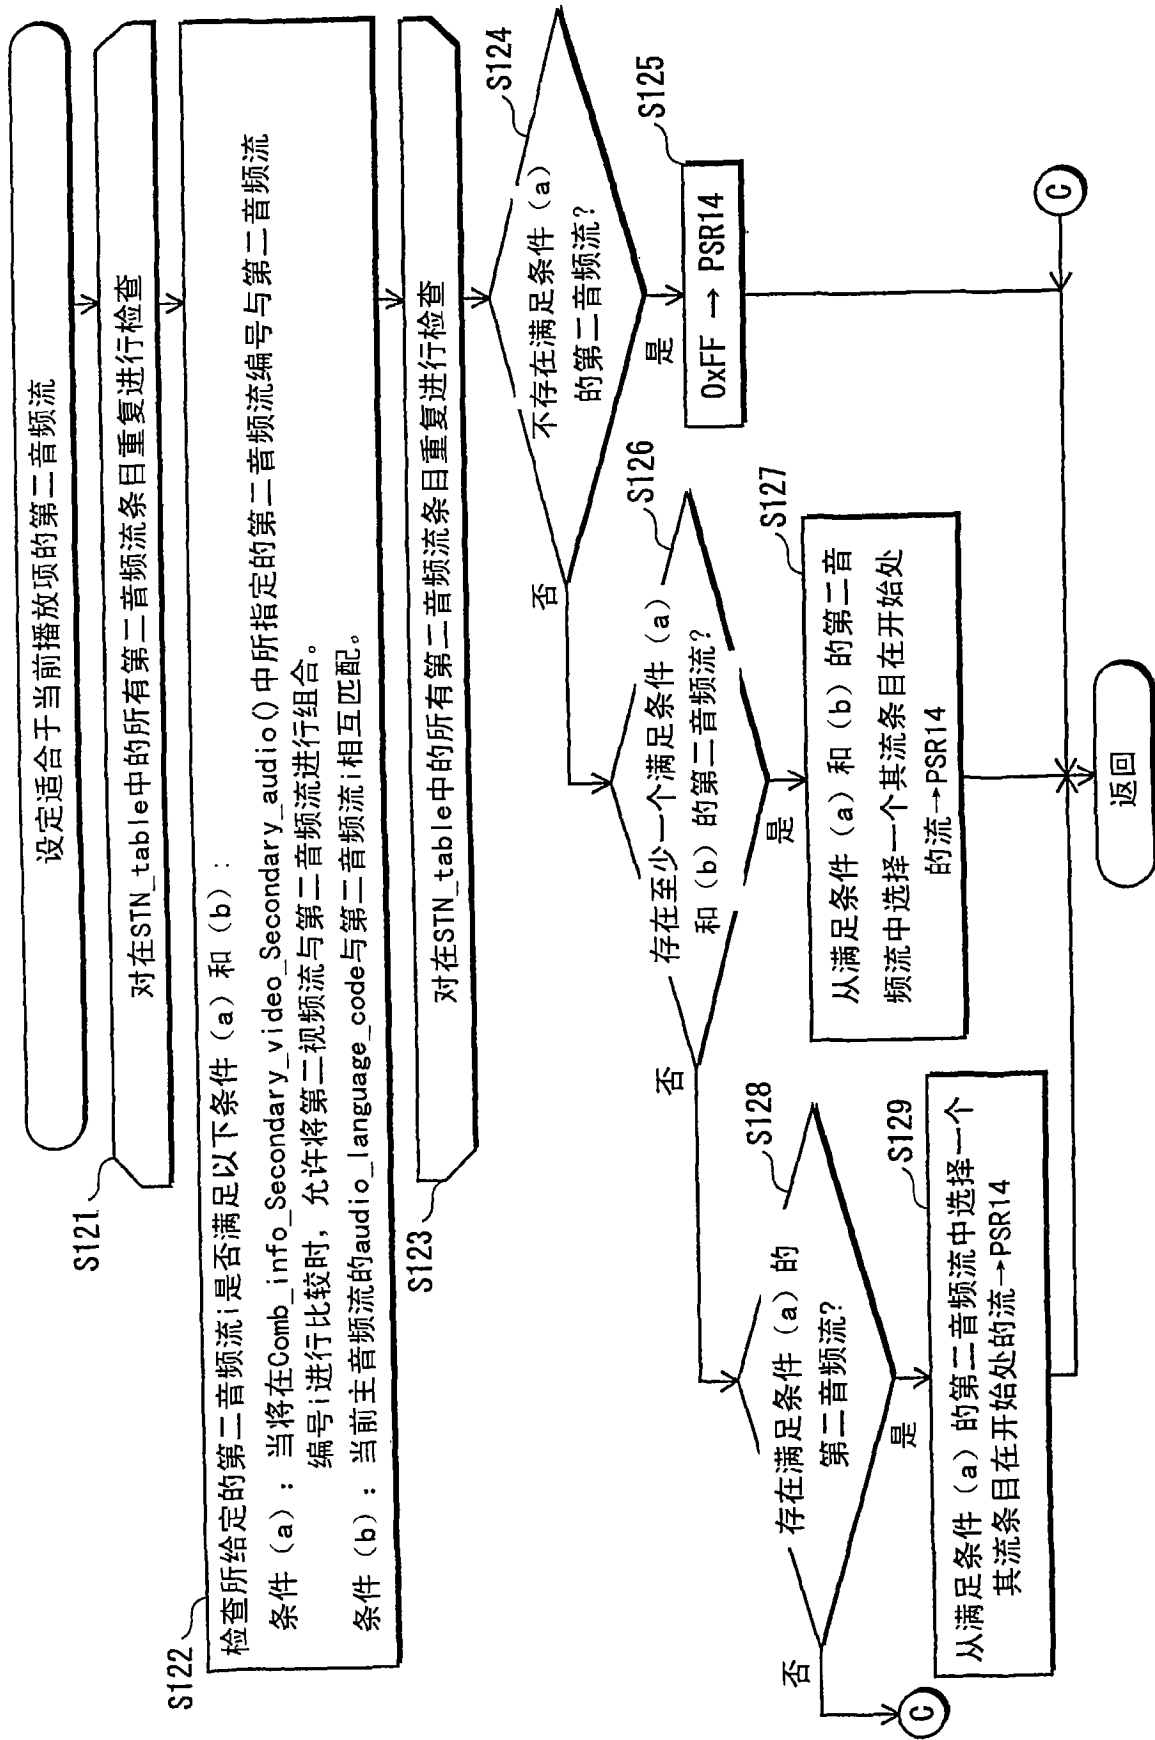 设定适合于当前播放项的第二音频流
S121
对在STN_table中的所有第二音频流条目重复进行检查
S122
检查所给定的第二音频流i是否满足以下条件（a）和（b）：
条件（a）：当将在Comb_info_Secondary_video_Secondary_audio()中所指定的第二音频流编号与第二音频流
编号i进行比较时，允许将第二视频流与第二音频流进行组合。
条件（b）：当前主音频流的audio_language_code与第二音频流i相互匹配。
S123
对在STN_table中的所有第二音频流条目重复进行检查
S124
不存在满足条件（a）
的第二音频流？
是
否
S125
0xFF → PSR14
S126
存在至少一个满足条件（a）
和（b）的第二音频流？
是
否
S127
从满足条件（a）和（b）的第二音
频流中选择一个其流条目在开始处
的流→PSR14
S128
存在满足条件（a）的
第二音频流？
是
否
S129
从满足条件（a）的第二音频流中选择一个
其流条目在开始处的流→PSR14
C
C
返回